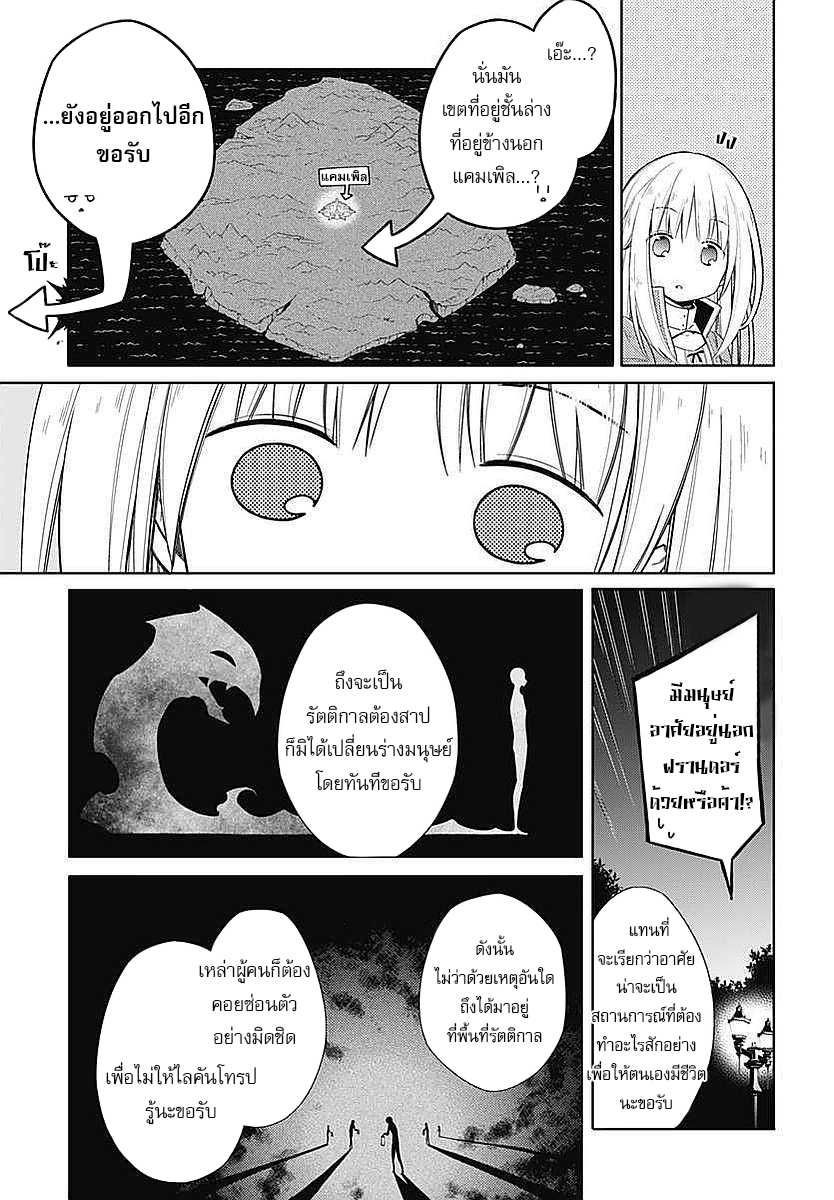 เอ๊ะ...?
นั่นมัน
เขตที่อยู่ชั้นล่าง
ที่อยู่ข้างนอก
แคมเพิล...?
แคมเพิล
...ยังอยู่ออกไปอีก
ขอรับ
โป๊ะ
มีมนุษย์
อาศัยอยู่นอก
ฟรานดอร์
ด้วยหรือค้า!?
แทนที่
จะเรียกว่าอาศัย
น่าจะเป็น
สถานการณ์ที่ต้อง
ทำอะไรสักอย่าง
เพื่อให้ตนเองมีชีวิต
นะขอรับ
ถึงจะเป็น
รัตติกาลต้องสาป
ก็มิได้เปลี่ยนร่างมนุษย์
โดยทันทีขอรับ
ดังนั้น
ไม่ว่าด้วยเหตุอันใด
ถึงได้มาอยู่
ที่พื้นที่รัตติกาล
เหล่าผู้คนก็ต้อง
คอยซ่อนตัว
อย่างมิดชิด
เพื่อไม่ให้ไลคันโทรป
รู้นะขอรับ